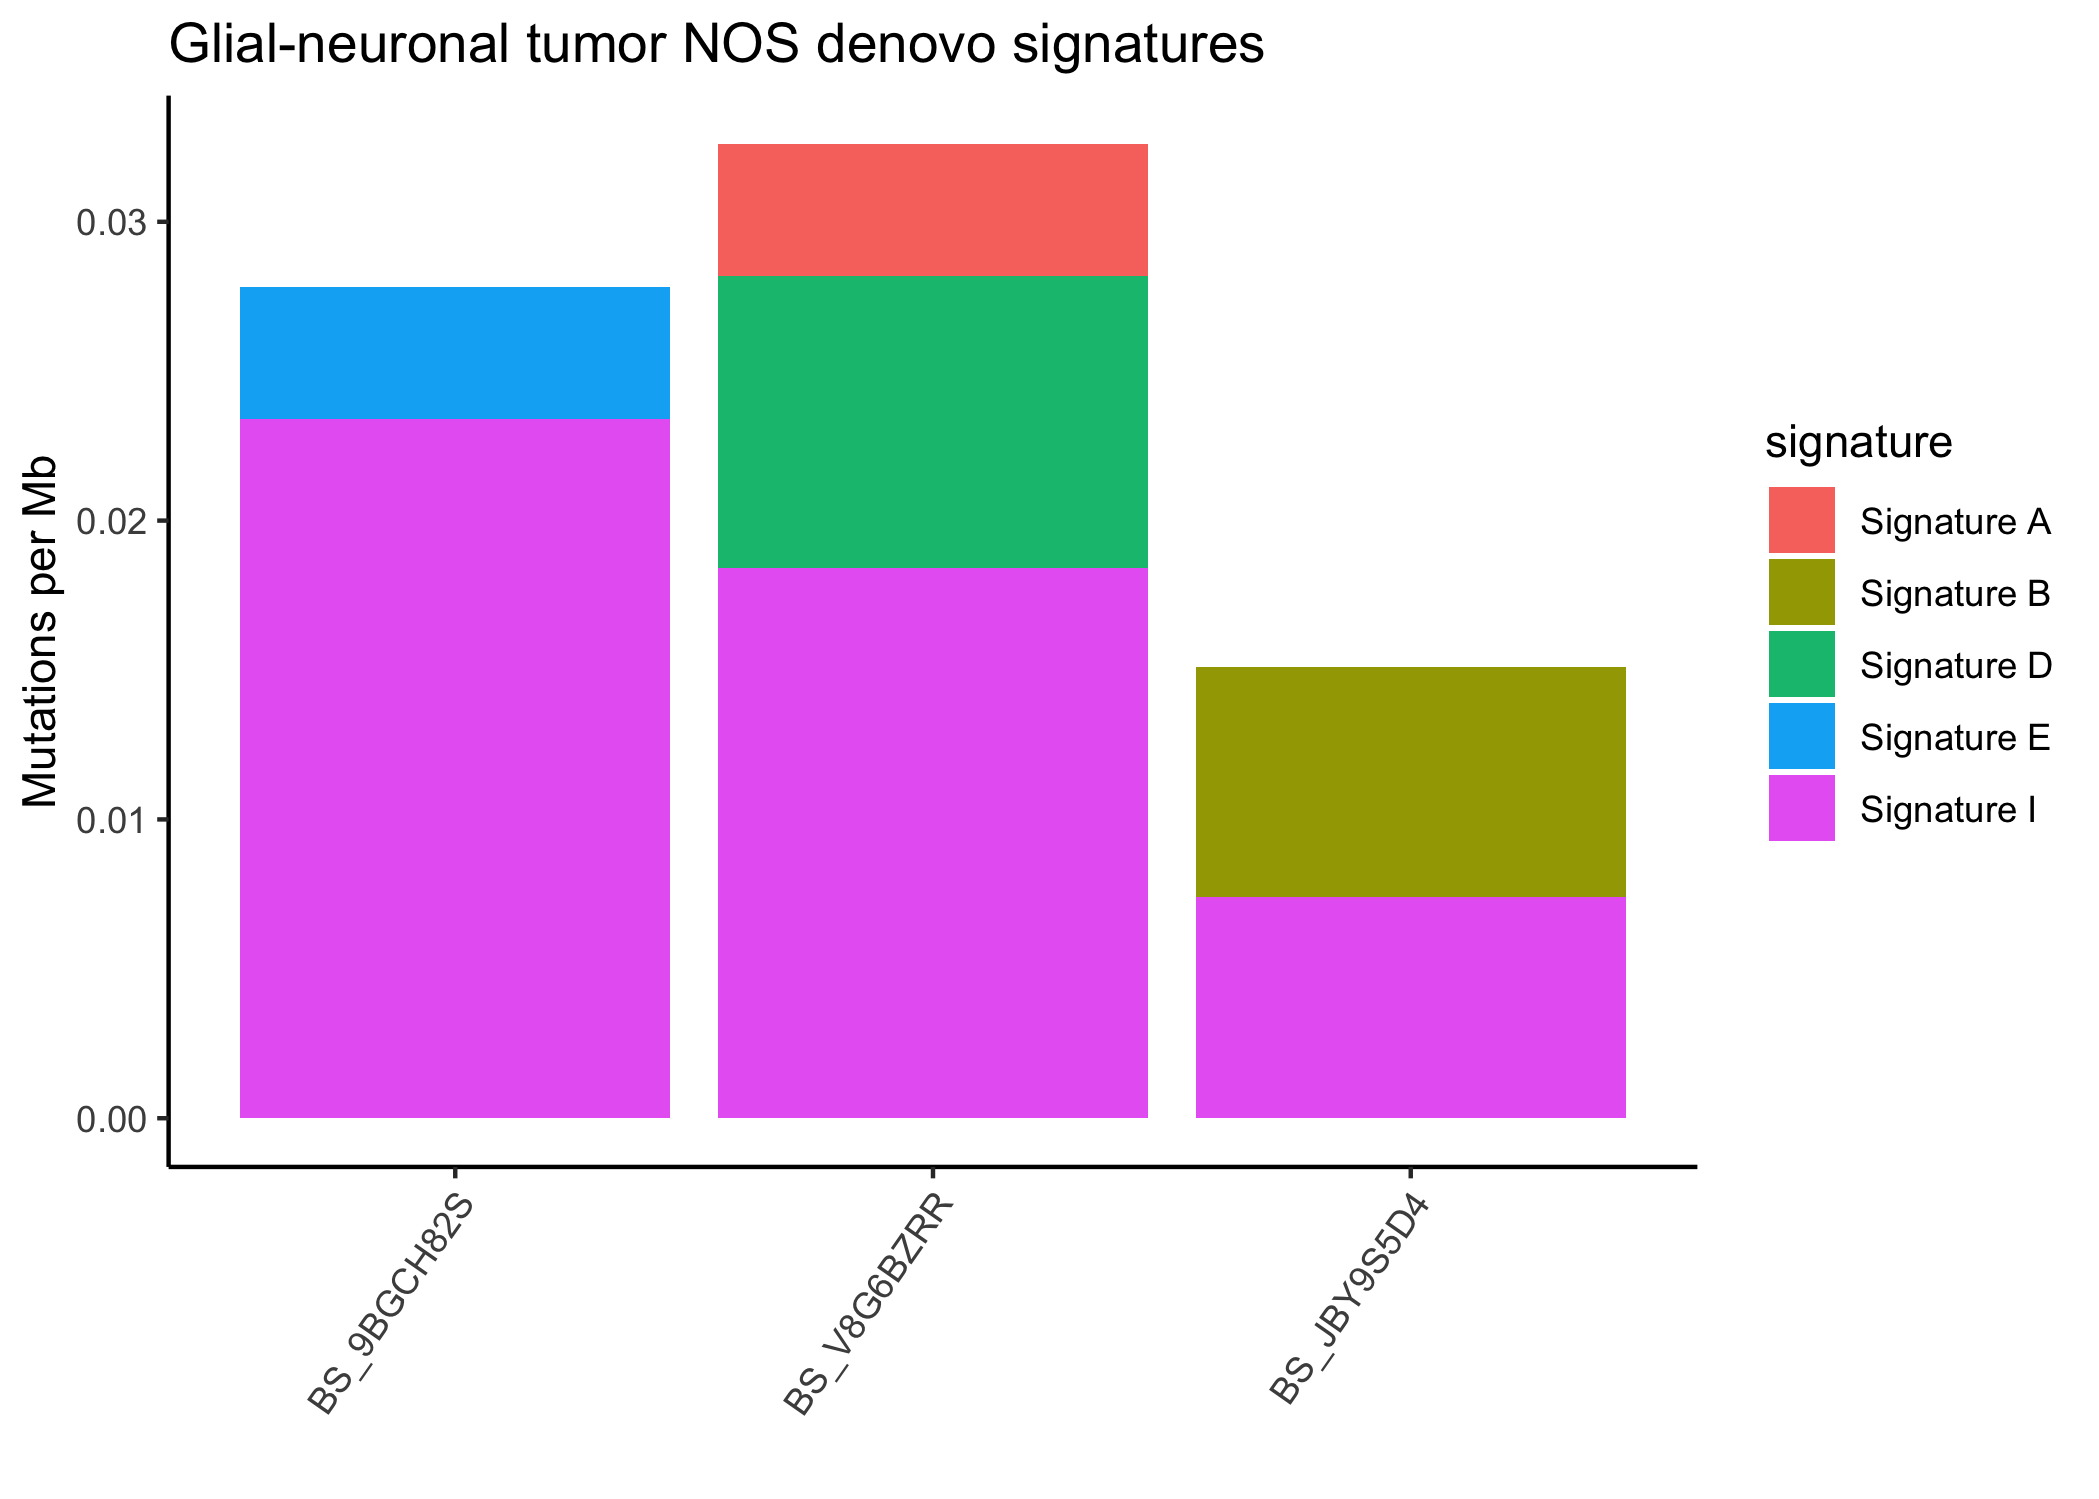 Glial-neuronal tumor NOS denovo signatures
Mutations per Mb
0.03
0.02
0.01
0.00
BS_9BGCH82S
BS_V8G6BZRR
BS_JBY9S5D4
signature
Signature A
Signature B
Signature D
Signature E
Signature I